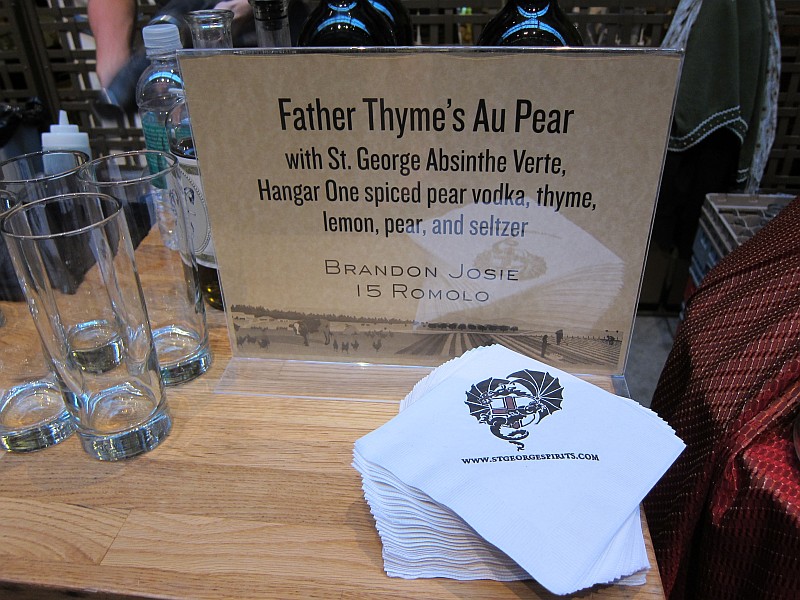 Father Thyme's Au Pear
with St. George Absinthe Verte,
Hangar One spiced pear vodka, thyme,
lemon, pear, and seltzer
Brandon Josie
15 Romolo
www.stgeorgespirits.com